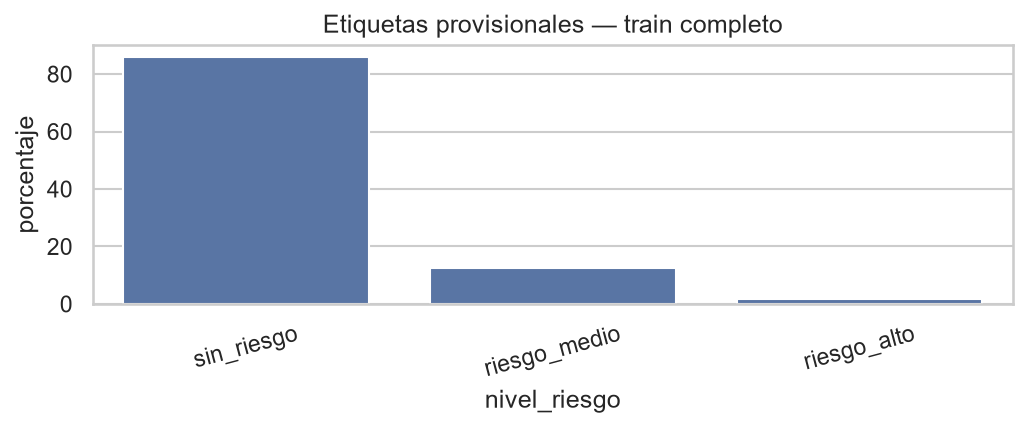 Etiquetas provisionales — train completo
porcentaje
80
60
40
20
0
sin_riesgo
riesgo_medio
riesgo_alto
nivel_riesgo